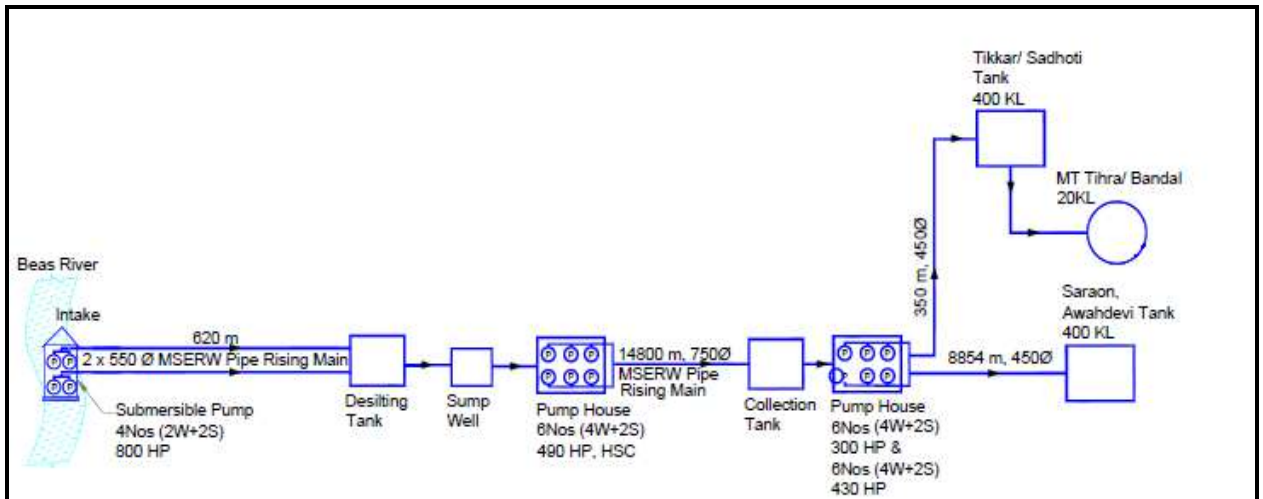 Tikkar/ Sadhoti
Tank
400 KL
MT Tihra/ Bandal
20KL
350 m, 450Ø
Beas River
Intake
620 m
2 x 550 Ø MSERW Pipe Rising Main
Submersible Pump
4Nos (2W+2S)
800 HP
Desilting
Tank
Sump
Well
Pump House
6Nos (4W+2S)
490 HP, HSC
14800 m, 750Ø
MSERW Pipe
Rising Main
Collection
Tank
Pump House
6Nos (4W+2S)
300 HP &
6Nos (4W+2S)
430 HP
8854 m, 450Ø
Saraon,
Awahdevi Tank
400 KL
P P
P P
P P P
P P P
P P P
P P P